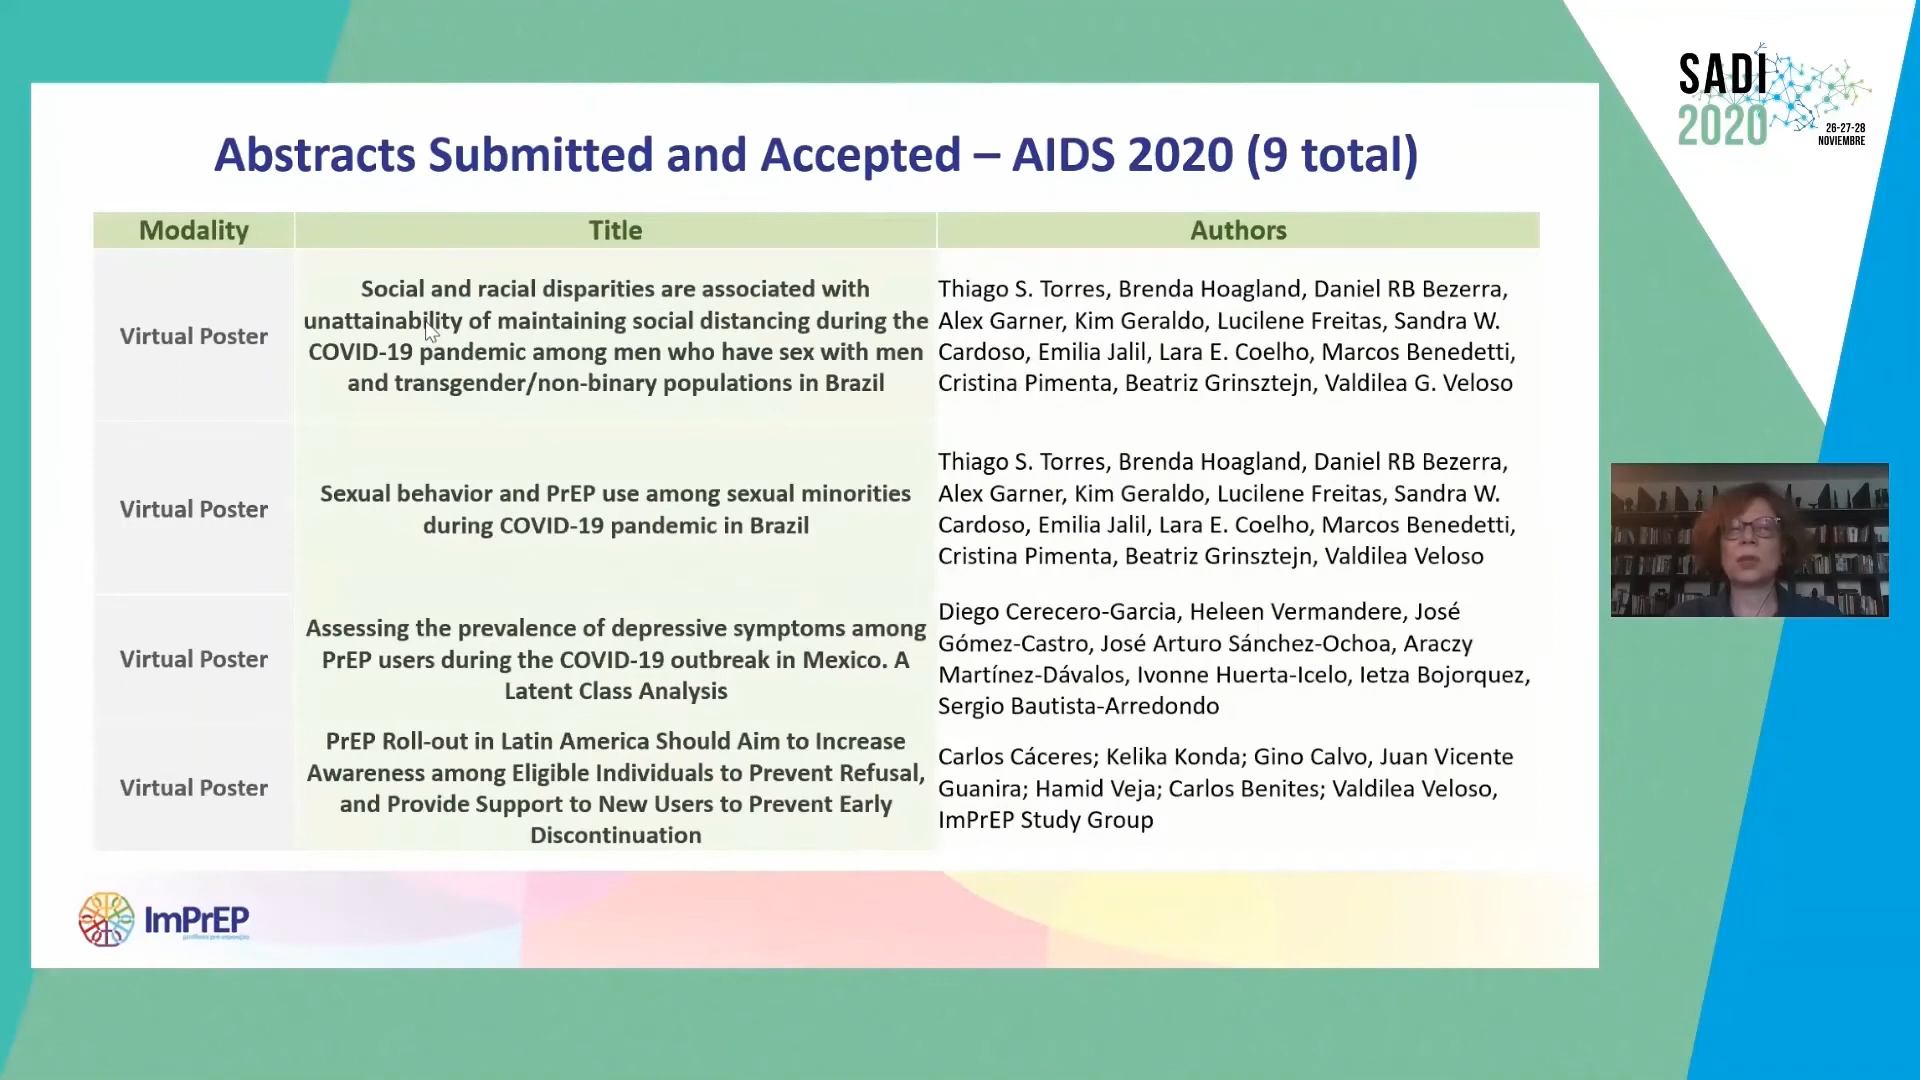 SADI
2020
26-27-28
NOVIEMBRE
Abstracts Submitted and Accepted – AIDS 2020 (9 total)
Modality
Title
Authors
Virtual Poster
Social and racial disparities are associated with
unattainability of maintaining social distancing during the
COVID-19 pandemic among men who have sex with men
and transgender/non-binary populations in Brazil
Thiago S. Torres, Brenda Hoagland, Daniel RB Bezerra,
Alex Garner, Kim Geraldo, Lucilene Freitas, Sandra W.
Cardoso, Emilia Jalil, Lara E. Coelho, Marcos Benedetti,
Cristina Pimenta, Beatriz Grinsztejn, Valdilea G. Veloso
Virtual Poster
Sexual behavior and PrEP use among sexual minorities
during COVID-19 pandemic in Brazil
Thiago S. Torres, Brenda Hoagland, Daniel RB Bezerra,
Alex Garner, Kim Geraldo, Lucilene Freitas, Sandra W.
Cardoso, Emilia Jalil, Lara E. Coelho, Marcos Benedetti,
Cristina Pimenta, Beatriz Grinsztejn, Valdilea Veloso
Virtual Poster
Assessing the prevalence of depressive symptoms among
PrEP users during the COVID-19 outbreak in Mexico. A
Latent Class Analysis
Diego Cerecero-Garcia, Heleen Vermandere, José
Gómez-Castro, José Arturo Sánchez-Ochoa, Araczy
Martínez-Dávalos, Ivonne Huerta-Icelo, Ietza Bojorquez,
Sergio Bautista-Arredondo
Virtual Poster
PrEP Roll-out in Latin America Should Aim to Increase
Awareness among Eligible Individuals to Prevent Refusal,
and Provide Support to New Users to Prevent Early
Discontinuation
Carlos Cáceres; Kelika Konda; Gino Calvo, Juan Vicente
Guanira; Hamid Veja; Carlos Benites; Valdilea Veloso,
ImPrEP Study Group
ImPrEP